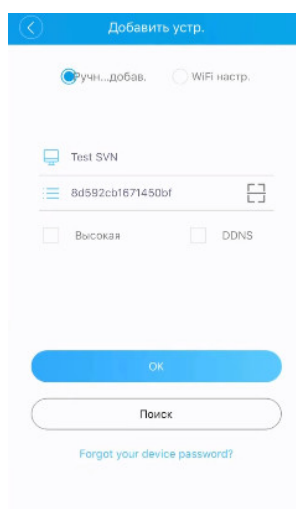 Добавить устр.
Ручн...добав. WiFi настр.
Test SVN
8d592cb1671450bf
Высокая DDNS
OK
Поиск
Forgot your device password?